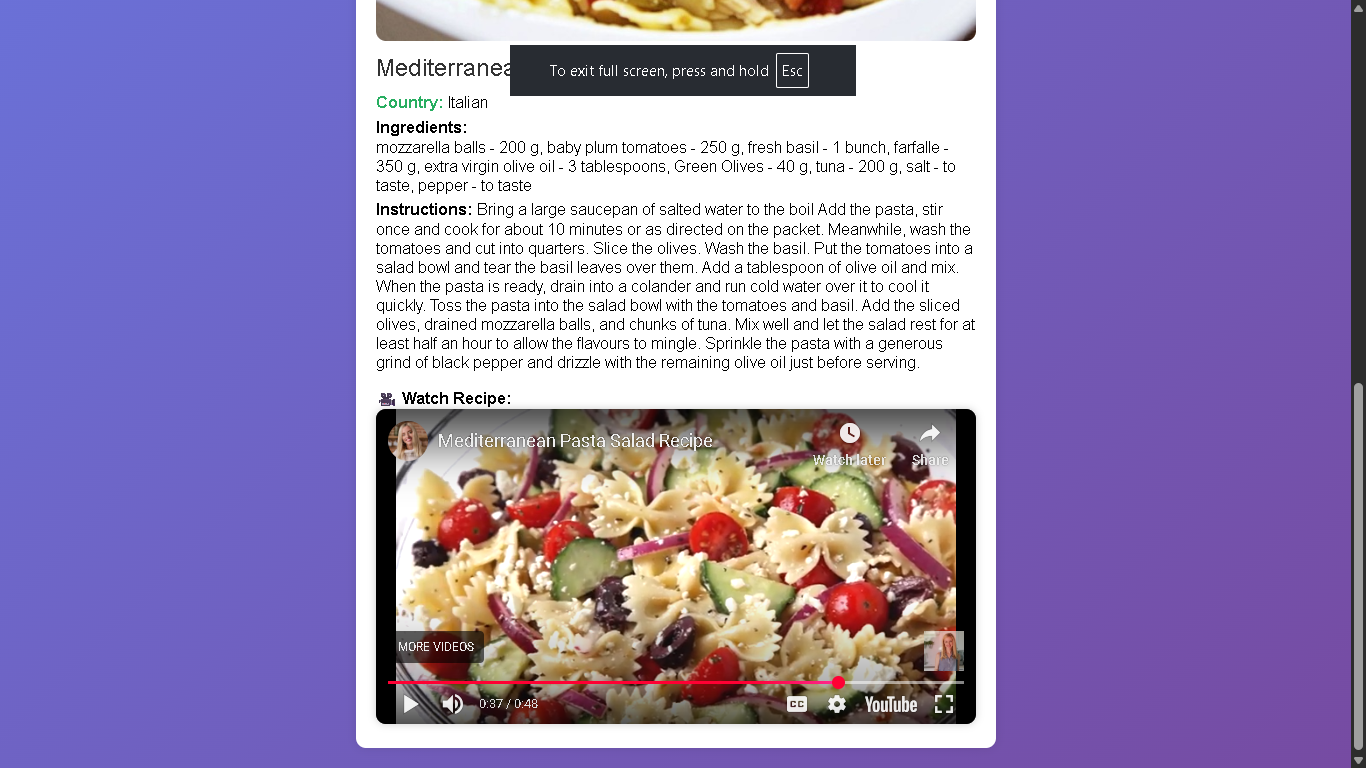 To exit full screen, press and hold Esc
Mediterranea
Country: Italian
Ingredients:
mozzarella balls - 200 g, baby plum tomatoes - 250 g, fresh basil - 1 bunch, farfalle -
350 g, extra virgin olive oil - 3 tablespoons, Green Olives - 40 g, tuna - 200 g, salt - to
taste, pepper - to taste
Instructions: Bring a large saucepan of salted water to the boil Add the pasta, stir
once and cook for about 10 minutes or as directed on the packet. Meanwhile, wash the
tomatoes and cut into quarters. Slice the olives. Wash the basil. Put the tomatoes into a
salad bowl and tear the basil leaves over them. Add a tablespoon of olive oil and mix.
When the pasta is ready, drain into a colander and run cold water over it to cool it
quickly. Toss the pasta into the salad bowl with the tomatoes and basil. Add the sliced
olives, drained mozzarella balls, and chunks of tuna. Mix well and let the salad rest for at
least half an hour to allow the flavours to mingle. Sprinkle the pasta with a generous
grind of black pepper and drizzle with the remaining olive oil just before serving.
Watch Recipe:
Mediterranean Pasta Salad Recipe
Watch later
Share
MORE VIDEOS
0:37 / 0:48
CC
YouTube